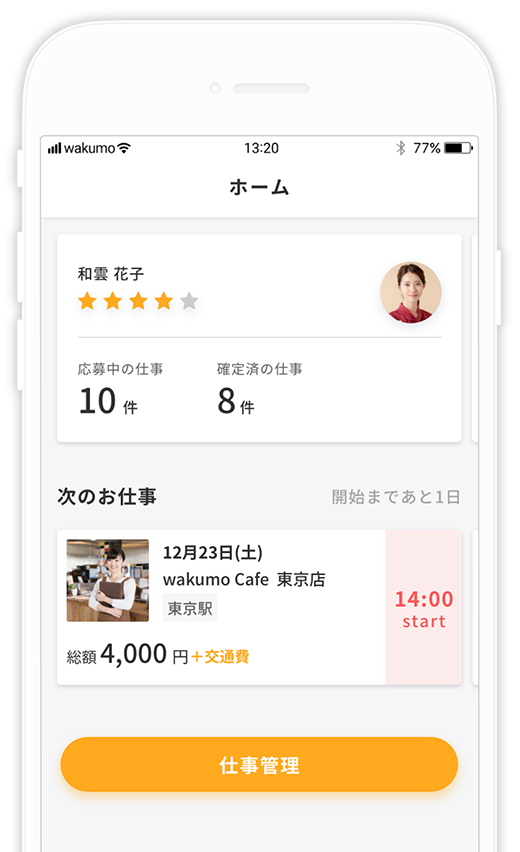 wakumo 13:20 77%
ホーム
和雲 花子
応募中の仕事 確定済の仕事
10 件 8 件
次のお仕事 開始まであと1日
12月23日(土)
wakumo Cafe 東京店
東京駅
14:00
start
総額 4,000 円＋交通費
仕事管理